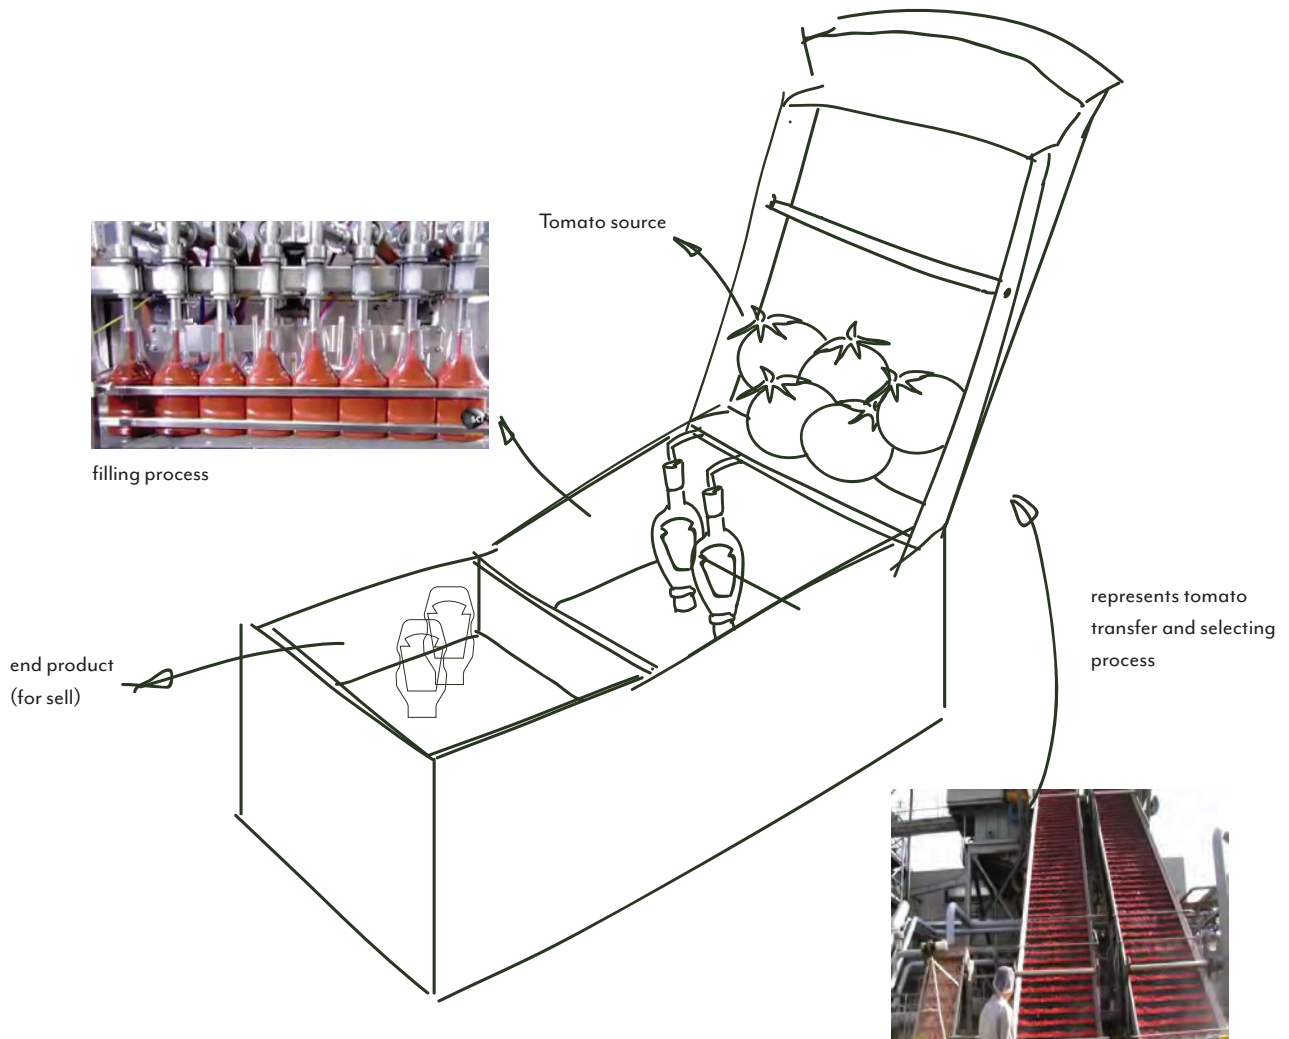 Tomato source
filling process
represents tomato
transfer and selecting
process
end product
(for sell)